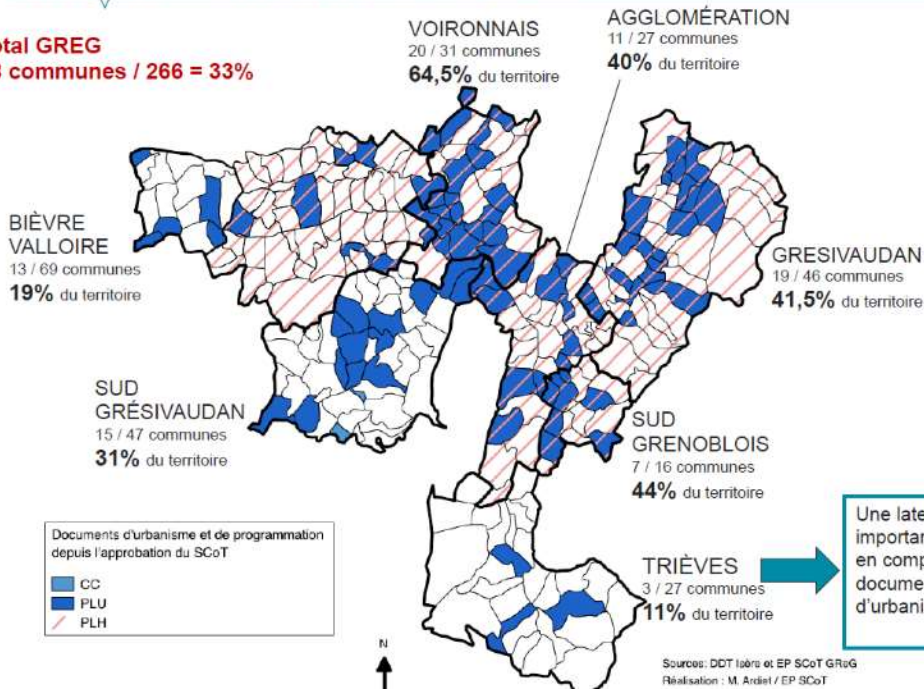 otal GREG
communes / 266 = 33%
VOIRONNAIS
20 / 31 communes
64,5% du territoire
AGGLOMÉRATION
11 / 27 communes
40% du territoire
BIÈVRE
VALLOIRE
13 / 69 communes
19% du territoire
GRESIVAUDAN
19 / 46 communes
41,5% du territoire
SUD
GRÉSIVAUDAN
15 / 47 communes
31% du territoire
SUD
GRENOBLOIS
7 / 16 communes
44% du territoire
Documents d'urbanisme et de programmation
depuis l'approbation du SCoT
CC
PLU
PLH
TRIÈVES
3 / 27 communes
11% du territoire
Une late
important
en comp
docume
d'urbani
N
Sources: DDT Isère et EP SCoT GReG
Réalisation : M. Ardiet / EP SCoT